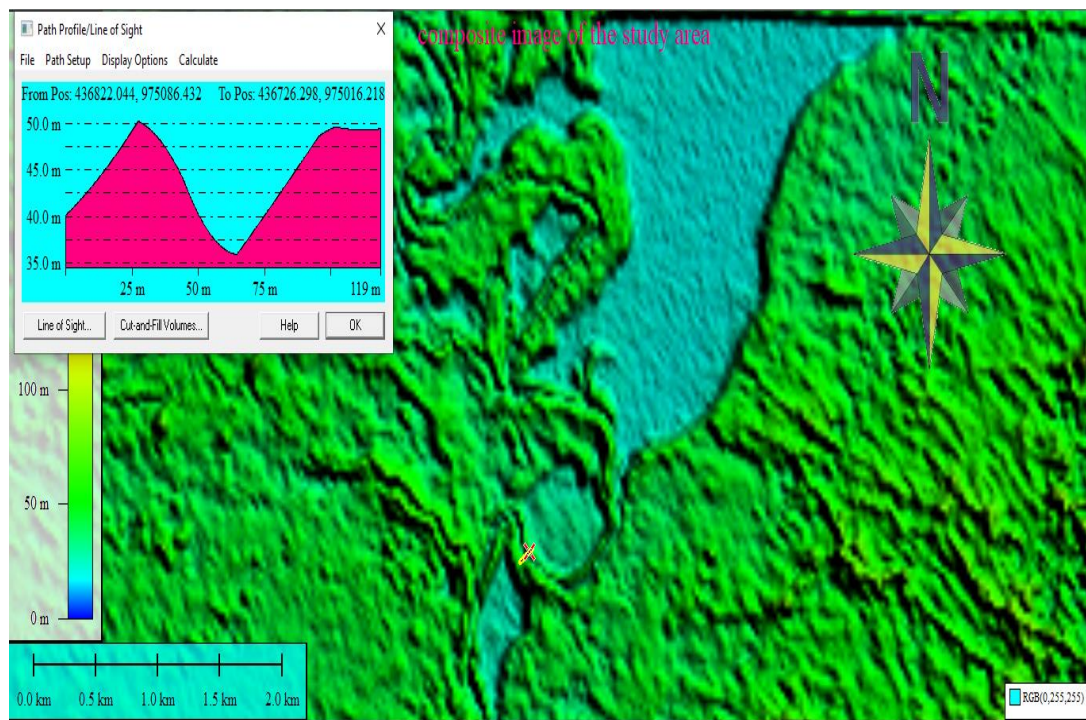 Path Profile/Line of Sight
X
File Path Setup Display Options Calculate
From Pos: 436822.044, 975086.432 To Pos: 436726.298, 975016.218
50.0 m
45.0 m
40.0 m
35.0 m
25 m 50 m 75 m 119 m
Line of Sight... Cut-and-Fill Volumes... Help OK
composite image of the study area
N
100 m
50 m
0 m
0.0 km 0.5 km 1.0 km 1.5 km 2.0 km
RGB(0,255,255)